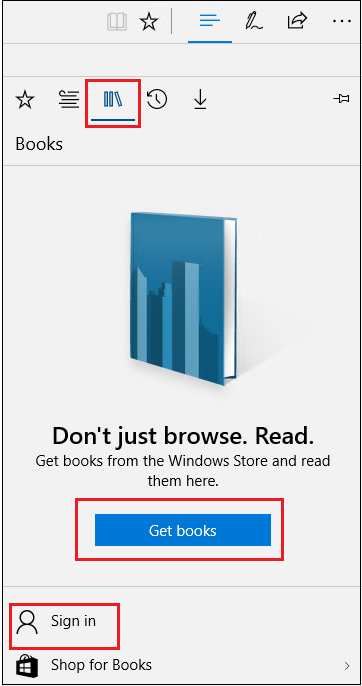 Books
Don't just browse. Read.
Get books from the Windows Store and read
them here.
Get books
Sign in
Shop for Books